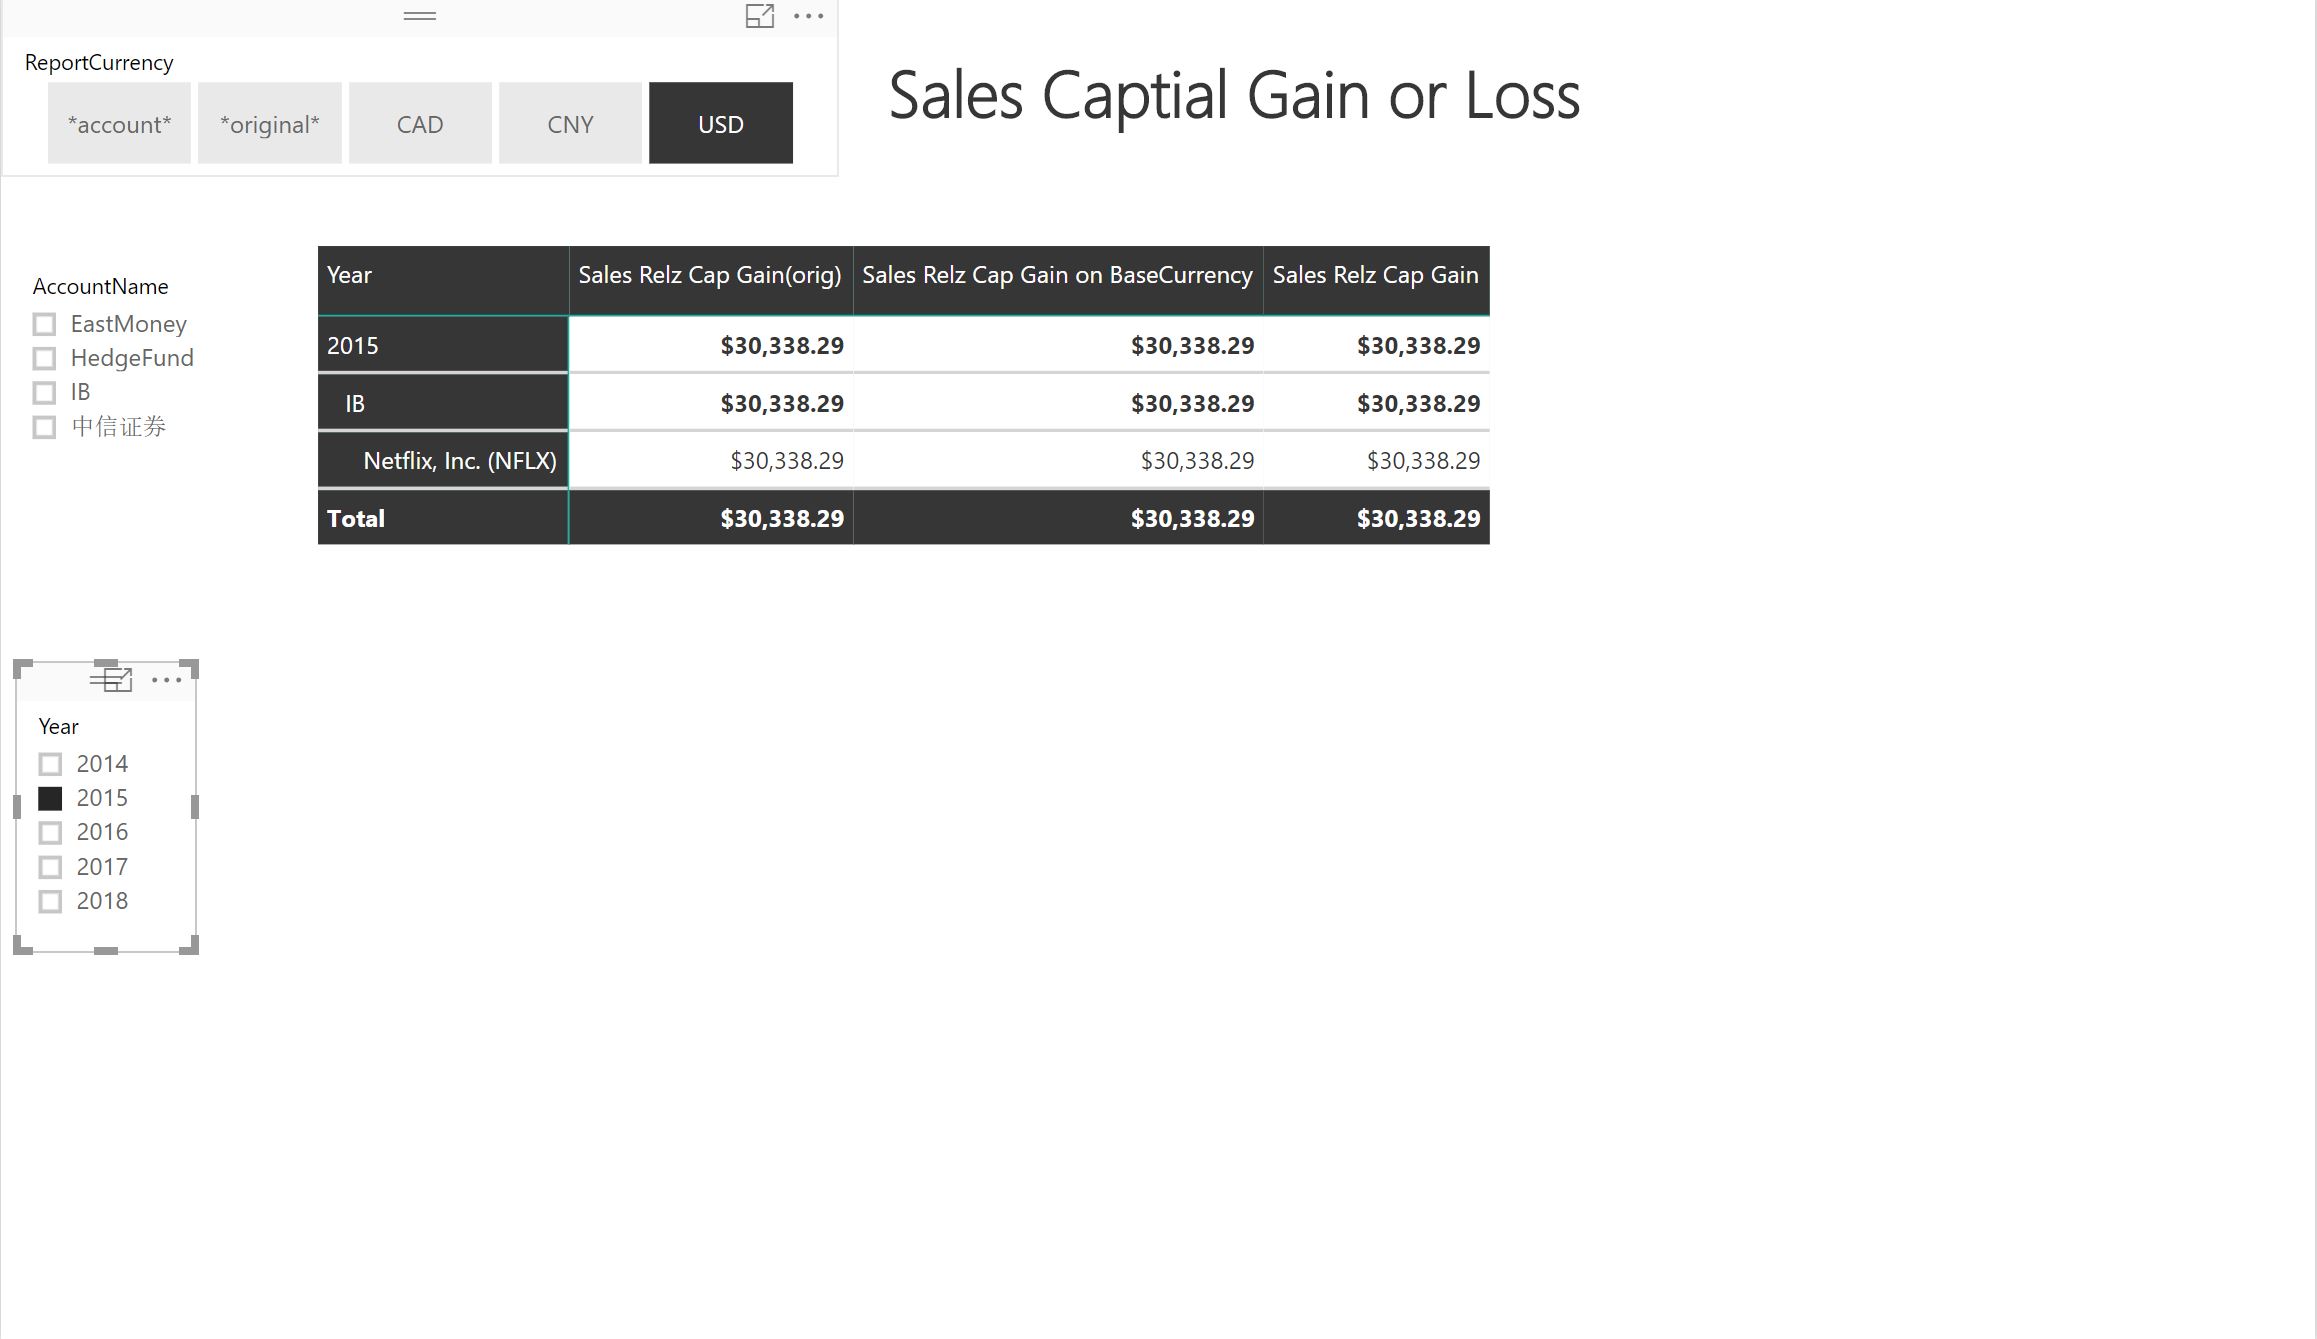 ReportCurrency
*account* *original* CAD CNY USD
Sales Captial Gain or Loss
AccountName
EastMoney
HedgeFund
IB
中信证券
Year Sales Relz Cap Gain(orig) Sales Relz Cap Gain on BaseCurrency Sales Relz Cap Gain
2015 $30,338.29 $30,338.29 $30,338.29
IB $30,338.29 $30,338.29 $30,338.29
Netflix, Inc. (NFLX) $30,338.29 $30,338.29 $30,338.29
Total $30,338.29 $30,338.29 $30,338.29
Year
2014
2015
2016
2017
2018